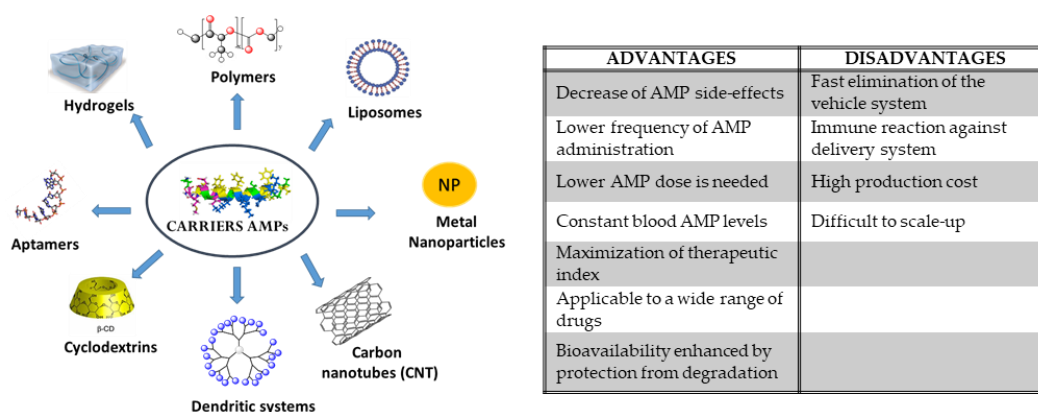 Polymers
Hydrogels
Liposomes
NP
Metal
Nanoparticles
CARRIERS AMPs
Aptamers
β-CD
Cyclodextrins
Carbon
nanotubes (CNT)
Dendritic systems
ADVANTAGES
DISADVANTAGES
Decrease of AMP side-effects
Fast elimination of the
vehicle system
Lower frequency of AMP
administration
Immune reaction against
delivery system
Lower AMP dose is needed
High production cost
Constant blood AMP levels
Difficult to scale-up
Maximization of therapeutic
index
Applicable to a wide range of
drugs
Bioavailability enhanced by
protection from degradation